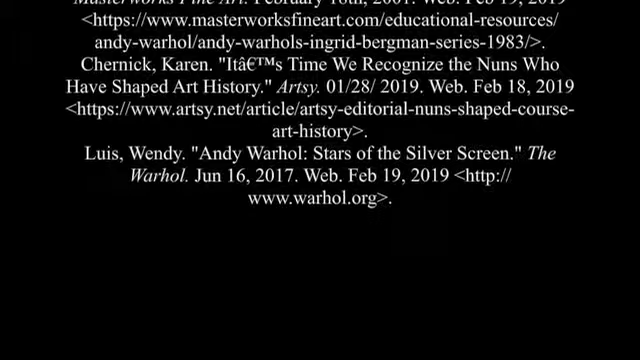 Masterworks Fine Art. February 18th, 2001. Web. Feb 19, 2019
<https://www.masterworksfineart.com/educational-resources/
andy-warhol/andy-warhols-ingrid-bergman-series-1983/>.
Chernick, Karen. "Itâ€™s Time We Recognize the Nuns Who
Have Shaped Art History." Artsy. 01/28/ 2019. Web. Feb 18, 2019
<https://www.artsy.net/article/artsy-editorial-nuns-shaped-course-
art-history>.
Luis, Wendy. "Andy Warhol: Stars of the Silver Screen." The
Warhol. Jun 16, 2017. Web. Feb 19, 2019 <http://
www.warhol.org>.